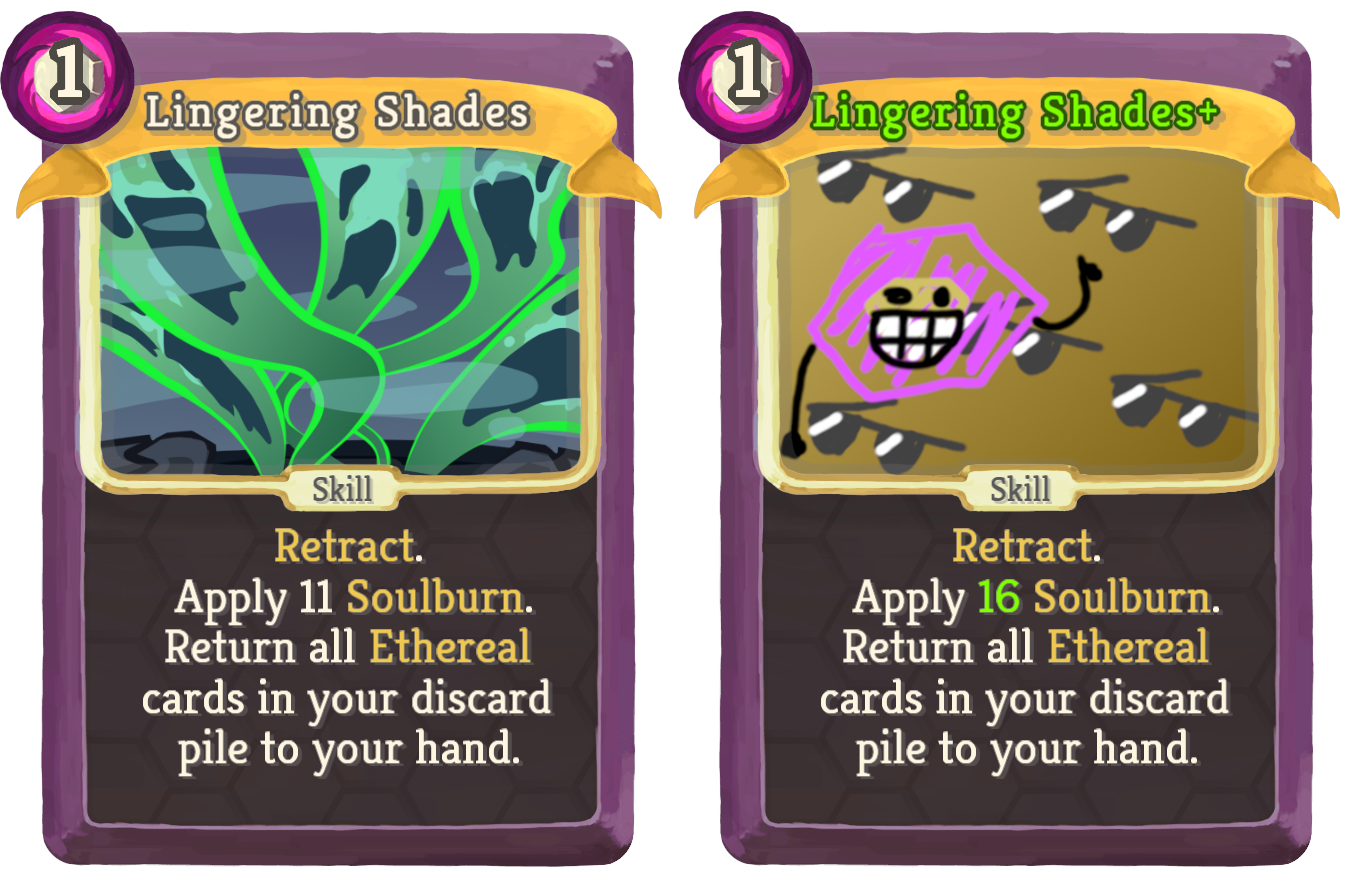 1
Lingering Shades
Skill
Retract.
Apply 11 Soulburn.
Return all Ethereal
cards in your discard
pile to your hand.
1
Lingering Shades+
Skill
Retract.
Apply 16 Soulburn.
Return all Ethereal
cards in your discard
pile to your hand.